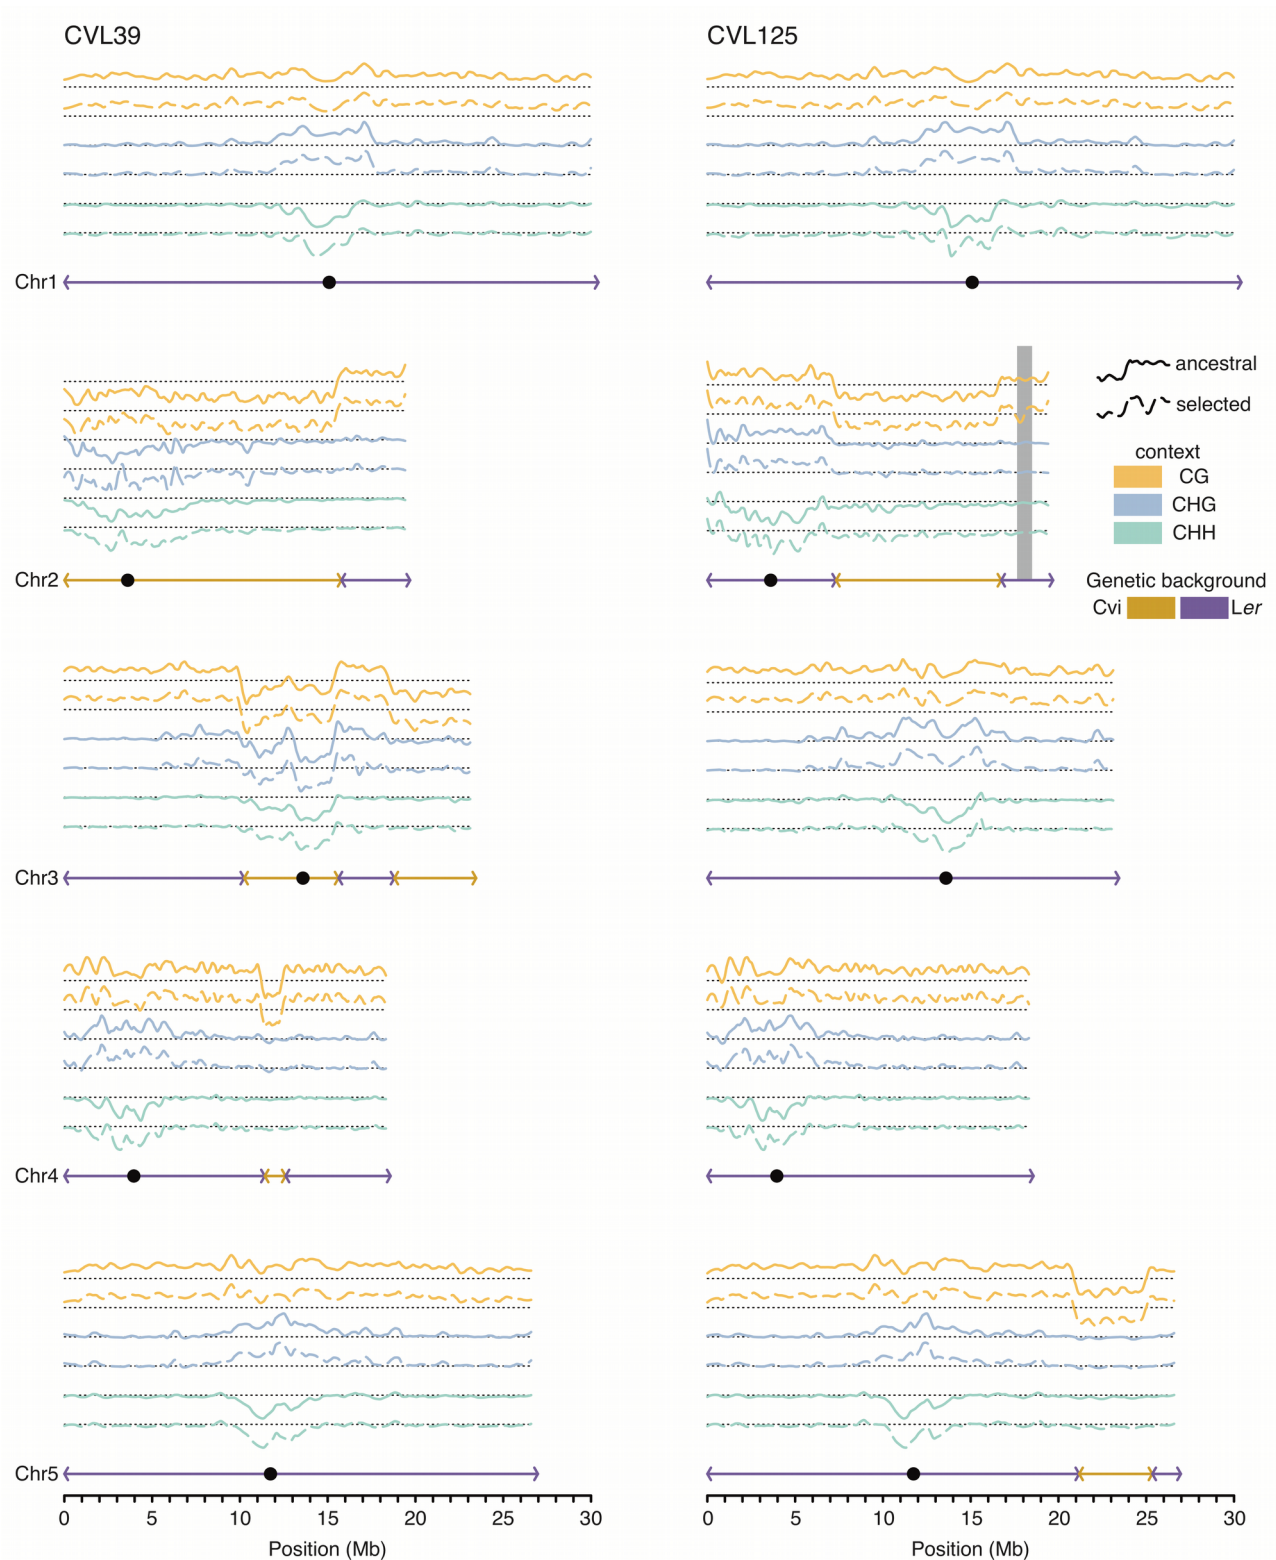 CVL39 CVL125
Chr1
ancestral
selected
context
CG
CHG
CHH
Chr2
Genetic background
Cvi Ler
Chr3
Chr4
Chr5
0 5 10 15 20 25 30 0 5 10 15 20 25 30
Position (Mb) Position (Mb)